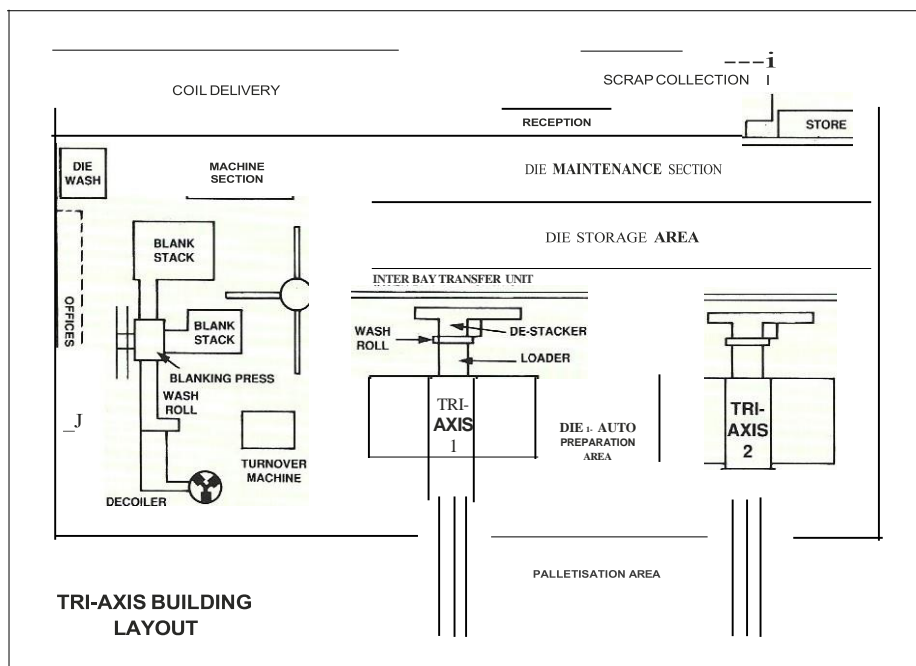 COIL DELIVERY
SCRAP COLLECTION
RECEPTION
STORE
DIE
WASH
MACHINE
SECTION
DIE MAINTENANCE SECTION
BLANK
STACK
DIE STORAGE AREA
INTER BAY TRANSFER UNIT
OFFICES
BLANK
STACK
WASH
ROLL
DE-STACKER
LOADER
BLANKING PRESS
WASH
ROLL
TRI-
AXIS
1
DIE 1- AUTO
PREPARATION
AREA
TRI-
AXIS
2
TURNOVER
MACHINE
DECOILER
PALLETISATION AREA
TRI-AXIS BUILDING
LAYOUT